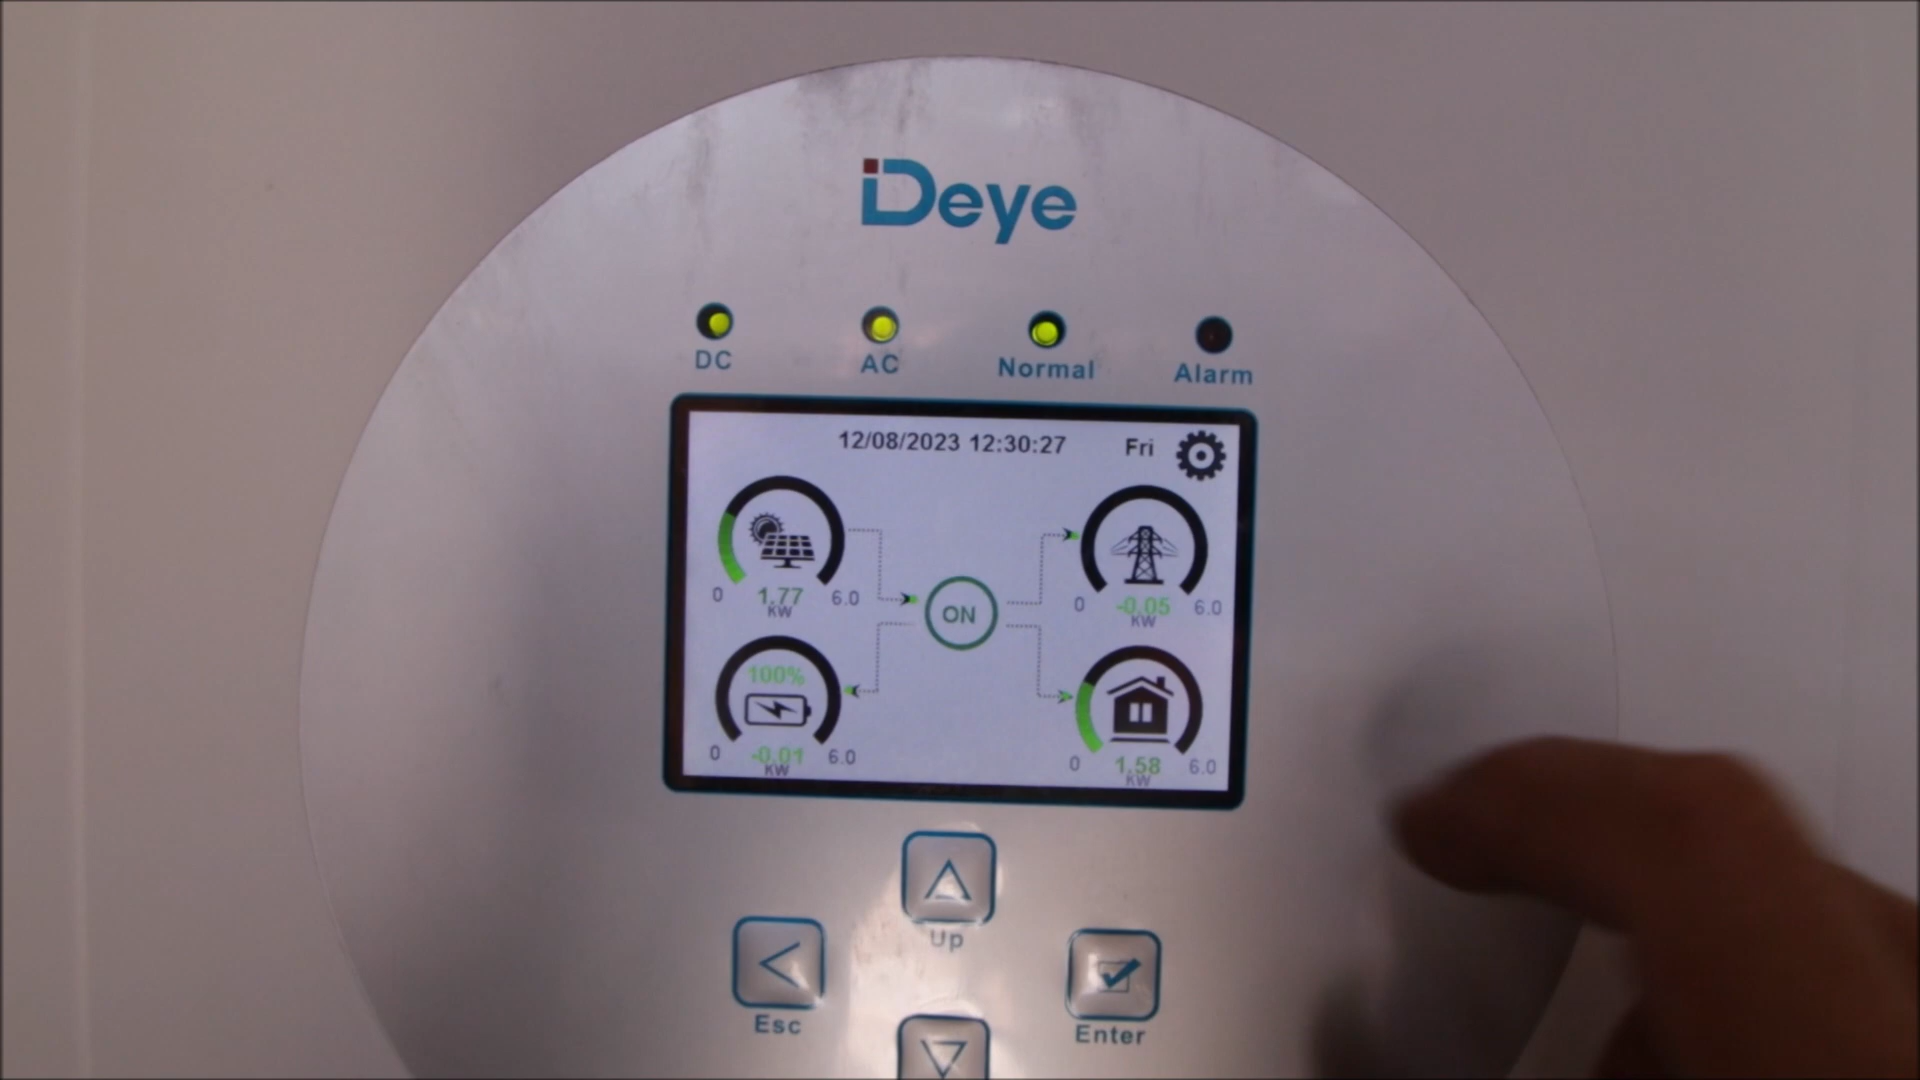 Deye
DC AC Normal Alarm
12/08/2023 12:30:27 Fri
0 1.77 6.0
KW
0 -0.05 6.0
KW
ON
100%
0 -0.01 6.0
KW
0 1.58 6.0
KW
Up
Esc
Enter